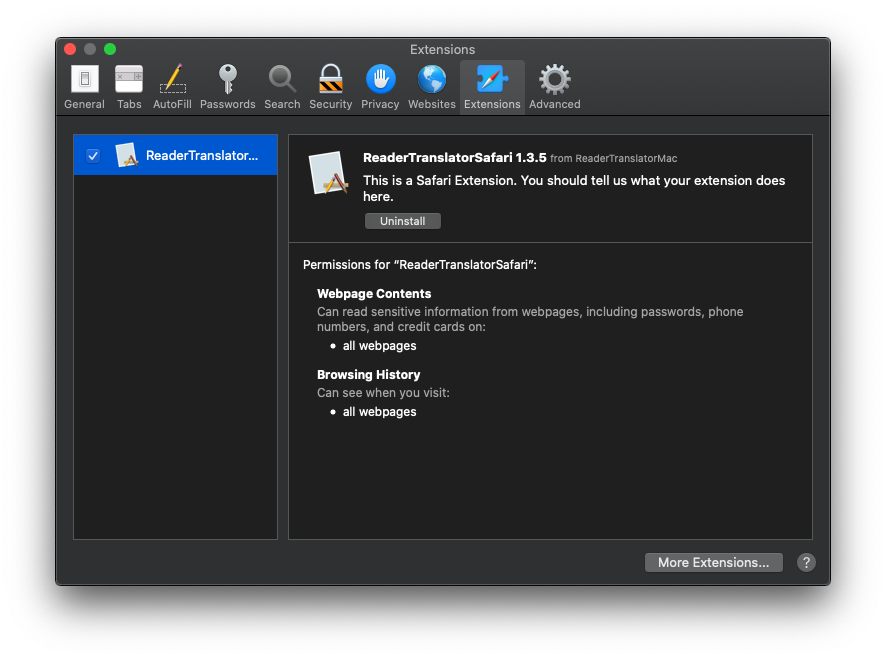 Extensions
General Tabs AutoFill Passwords Search Security Privacy Websites Extensions Advanced
ReaderTranslator...
ReaderTranslatorSafari 1.3.5 from ReaderTranslatorMac
This is a Safari Extension. You should tell us what your extension does
here.
Uninstall
Permissions for “ReaderTranslatorSafari”:
Webpage Contents
Can read sensitive information from webpages, including passwords, phone
numbers, and credit cards on:
• all webpages
Browsing History
Can see when you visit:
• all webpages
More Extensions... ?